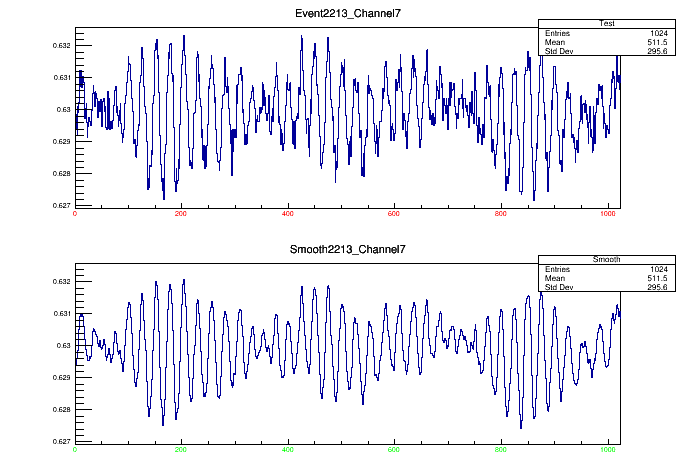 Event2213_Channel7
Test
Entries 1024
Mean 511.5
Std Dev 295.6
0.632
0.631
0.63
0.629
0.628
0.627
0 200 400 600 800 1000
Smooth2213_Channel7
Smooth
Entries 1024
Mean 511.5
Std Dev 295.6
0.632
0.631
0.63
0.629
0.628
0.627
0 200 400 600 800 1000